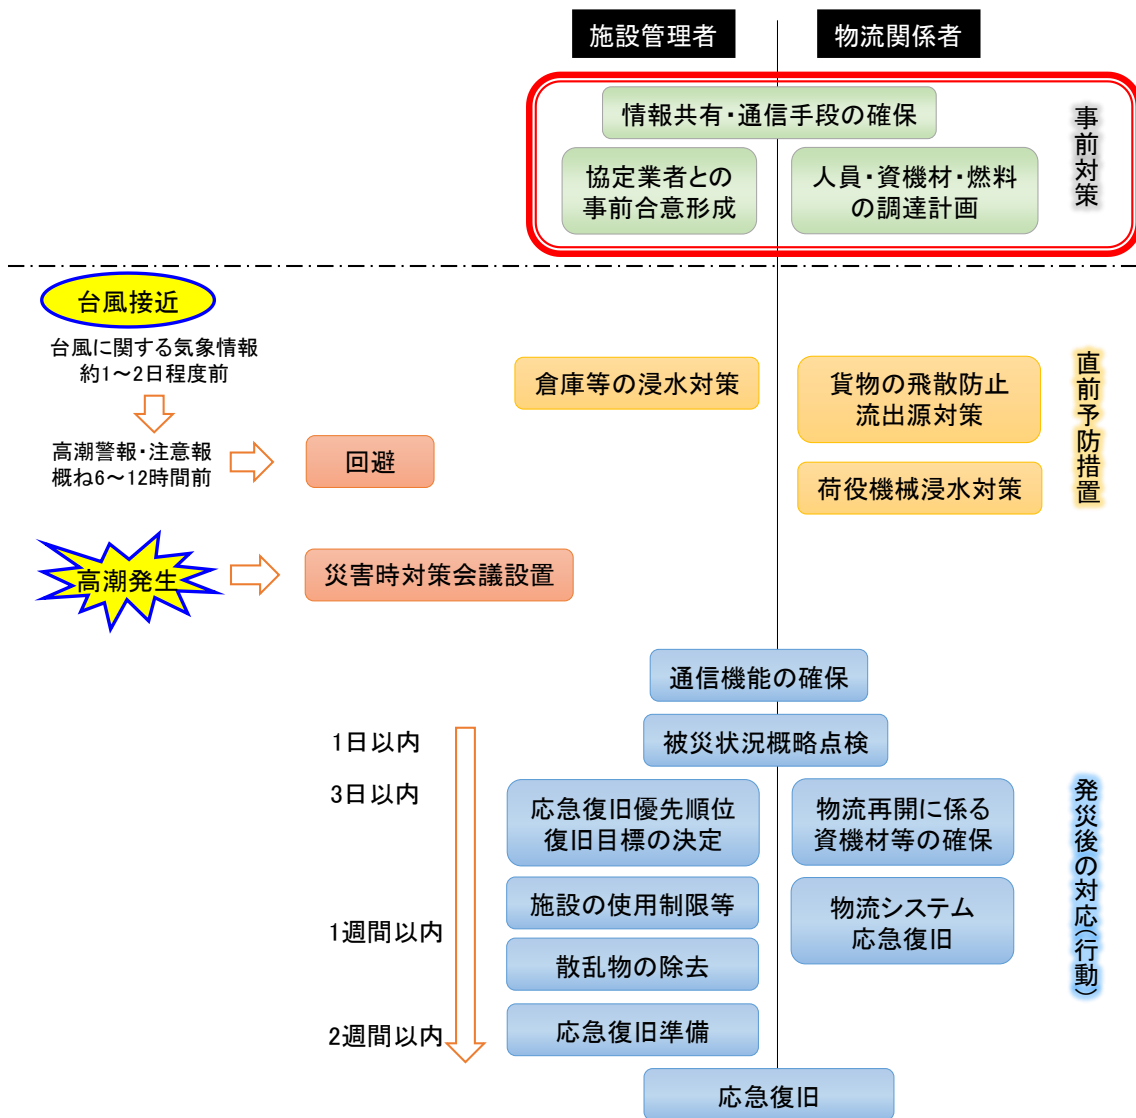 施設管理者
物流関係者
情報共有・通信手段の確保
協定業者との
事前合意形成
人員・資機材・燃料
の調達計画
事前対策
台風接近
台風に関する気象情報
約1～2日程度前
高潮警報・注意報
概ね6～12時間前
回避
倉庫等の浸水対策
貨物の飛散防止
流出源対策
荷役機械浸水対策
直前予防措置
高潮発生
災害時対策会議設置
通信機能の確保
1日以内
被災状況概略点検
3日以内
応急復旧優先順位
復旧目標の決定
物流再開に係る
資機材等の確保
施設の使用制限等
物流システム
応急復旧
1週間以内
散乱物の除去
2週間以内
応急復旧準備
応急復旧
発災後の対応（行動）